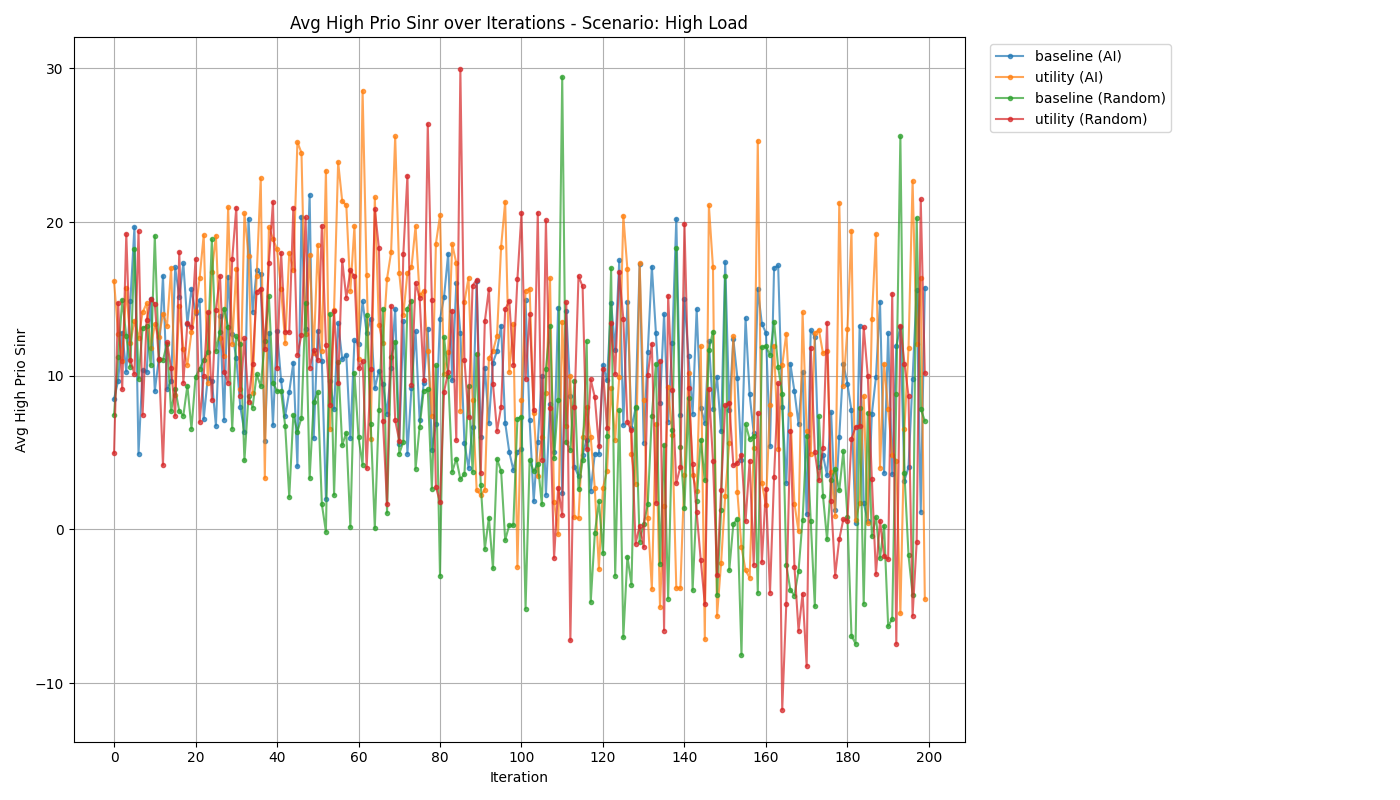 Avg High Prio Sinr over Iterations - Scenario: High Load
baseline (AI)
utility (AI)
baseline (Random)
utility (Random)
Avg High Prio Sinr
30
20
10
0
−10
0 20 40 60 80 100 120 140 160 180 200
Iteration